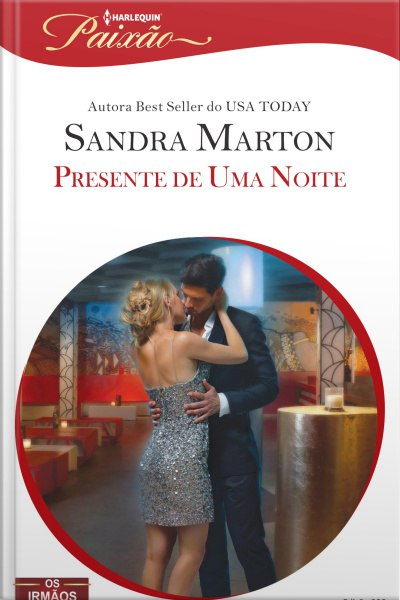 HARLEQUIN
Paixão
Autora Best Seller do USA TODAY
SANDRA MARTON
PRESENTE DE UMA NOITE
OS
IRMÃOS